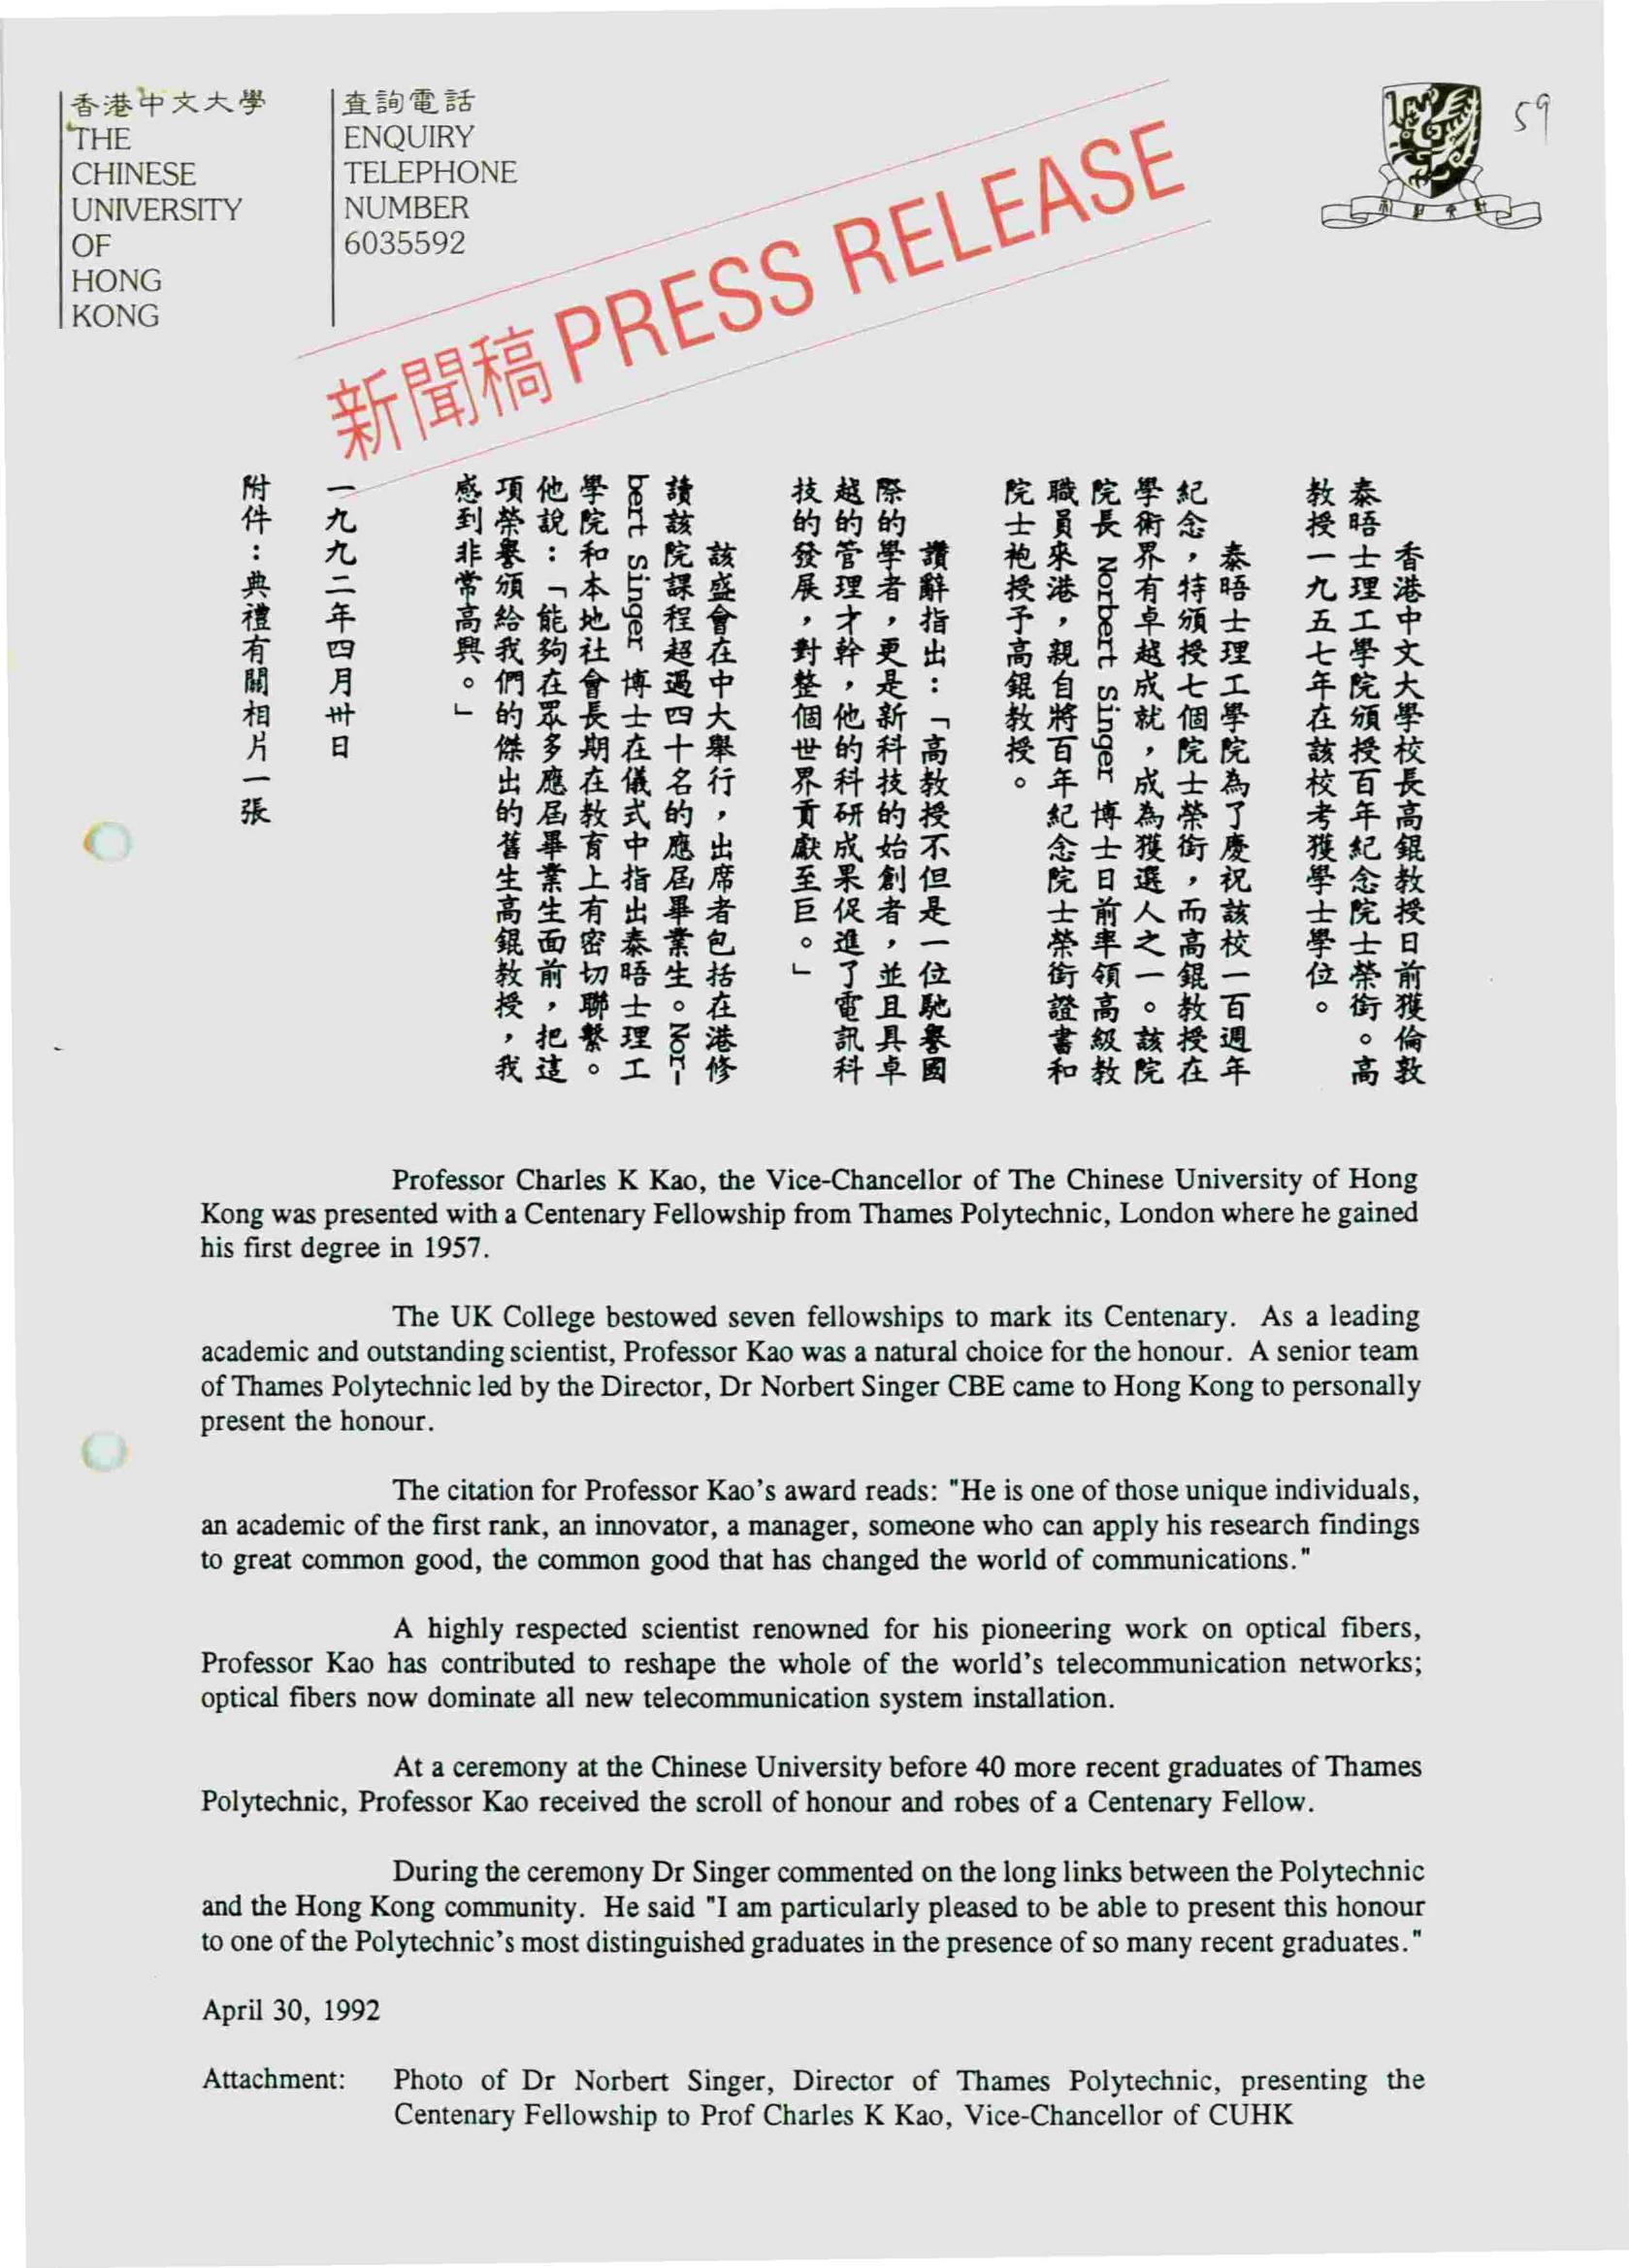 香港中文大學
THE
CHINESE
UNIVERSITY
OF
HONG
KONG
查詢電話
ENQUIRY
TELEPHONE
NUMBER
6035592
59
新聞稿 PRESS RELEASE
香港中文大學校長高錕教授日前獲倫敦
泰晤士理工學院頒授百年紀念院士榮銜。高
教授一九五七年在該校考獲學士學位。
泰晤士理工學院為了慶祝該校一百週年
紀念，特頒授七個院士榮銜，而高錕教授在
學術界有卓越成就，成為獲選人之一。該院
院長 Norbert Singer 博士日前率領高級教
職員來港，親自將百年紀念院士榮銜證書和
院士袍授予高錕教授。
讚辭指出：「高教授不但是一位馳譽國
際的學者，更是新科技的始創者，並且具卓
越的管理才幹，他的科研成果促進了電訊科
技的發展，對整個世界貢獻至巨。」
該盛會在中大舉行，出席者包括在港修
讀該院課程超過四十名的應屆畢業生。Nor-
bert Singer 博士在儀式中指出泰晤士理工
學院和本地社會長期在教育上有密切聯繫。
他說：「能夠在眾多應屆畢業生面前，把這
項榮譽頒給我們的傑出的舊生高錕教授，我
感到非常高興。」
一九九二年四月卅日
附件：典禮有關相片一張
Professor Charles K Kao, the Vice-Chancellor of The Chinese University of Hong
Kong was presented with a Centenary Fellowship from Thames Polytechnic, London where he gained
his first degree in 1957.
The UK College bestowed seven fellowships to mark its Centenary. As a leading
academic and outstanding scientist, Professor Kao was a natural choice for the honour. A senior team
of Thames Polytechnic led by the Director, Dr Norbert Singer CBE came to Hong Kong to personally
present the honour.
The citation for Professor Kao's award reads: "He is one of those unique individuals,
an academic of the first rank, an innovator, a manager, someone who can apply his research findings
to great common good, the common good that has changed the world of communications."
A highly respected scientist renowned for his pioneering work on optical fibers,
Professor Kao has contributed to reshape the whole of the world's telecommunication networks;
optical fibers now dominate all new telecommunication system installation.
At a ceremony at the Chinese University before 40 more recent graduates of Thames
Polytechnic, Professor Kao received the scroll of honour and robes of a Centenary Fellow.
During the ceremony Dr Singer commented on the long links between the Polytechnic
and the Hong Kong community. He said "I am particularly pleased to be able to present this honour
to one of the Polytechnic's most distinguished graduates in the presence of so many recent graduates."
April 30, 1992
Attachment: Photo of Dr Norbert Singer, Director of Thames Polytechnic, presenting the
Centenary Fellowship to Prof Charles K Kao, Vice-Chancellor of CUHK